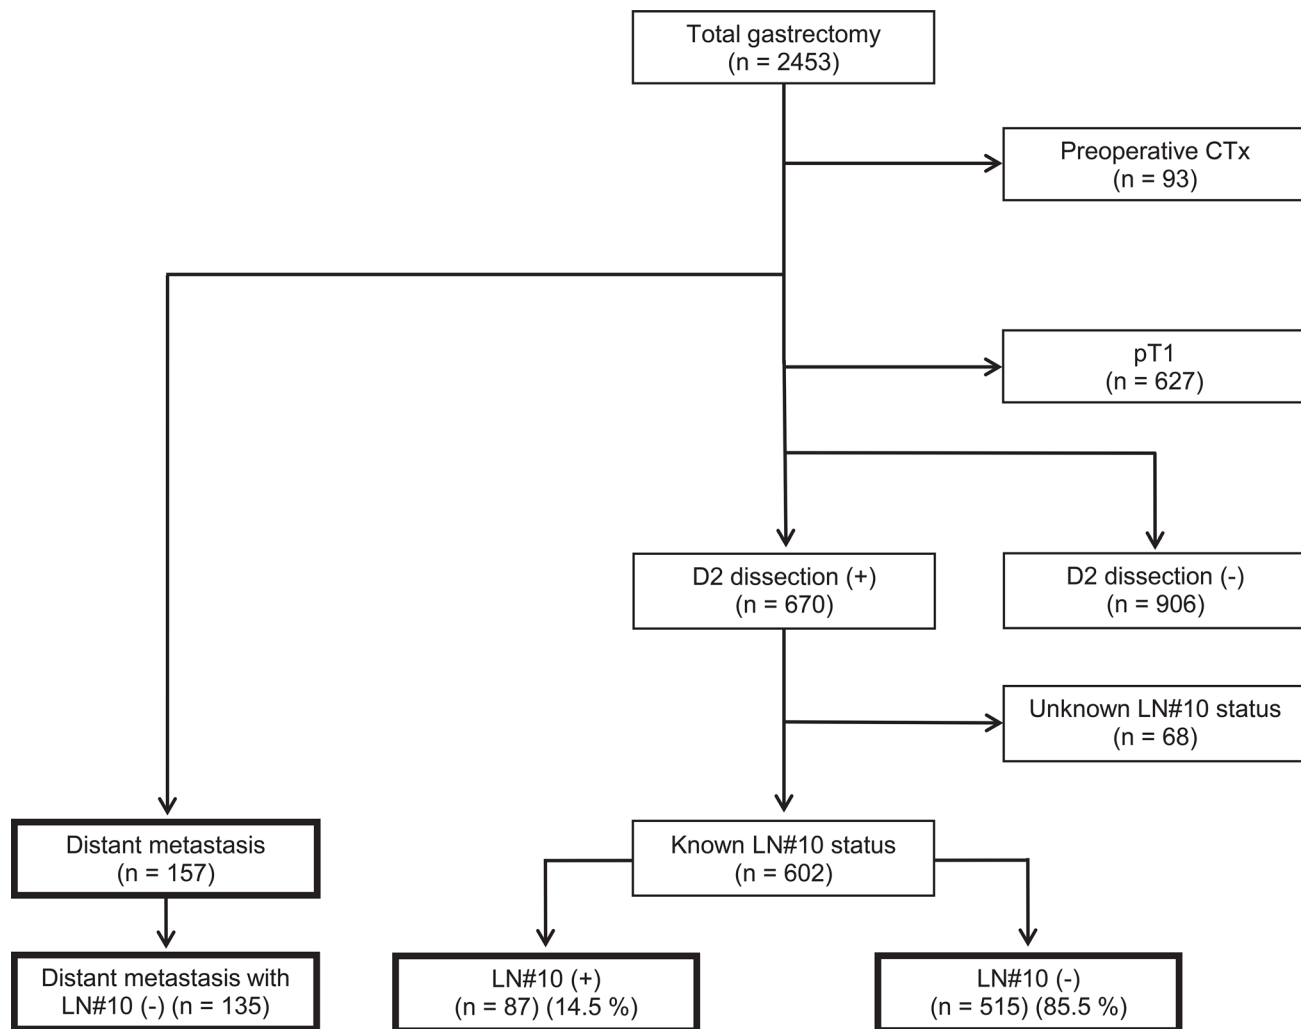 Total gastrectomy
(n = 2453)
Preoperative CTx
(n = 93)
pT1
(n = 627)
D2 dissection (+)
(n = 670)
D2 dissection (-)
(n = 906)
Unknown LN#10 status
(n = 68)
Distant metastasis
(n = 157)
Known LN#10 status
(n = 602)
Distant metastasis with
LN#10 (-) (n = 135)
LN#10 (+)
(n = 87) (14.5 %)
LN#10 (-)
(n = 515) (85.5 %)